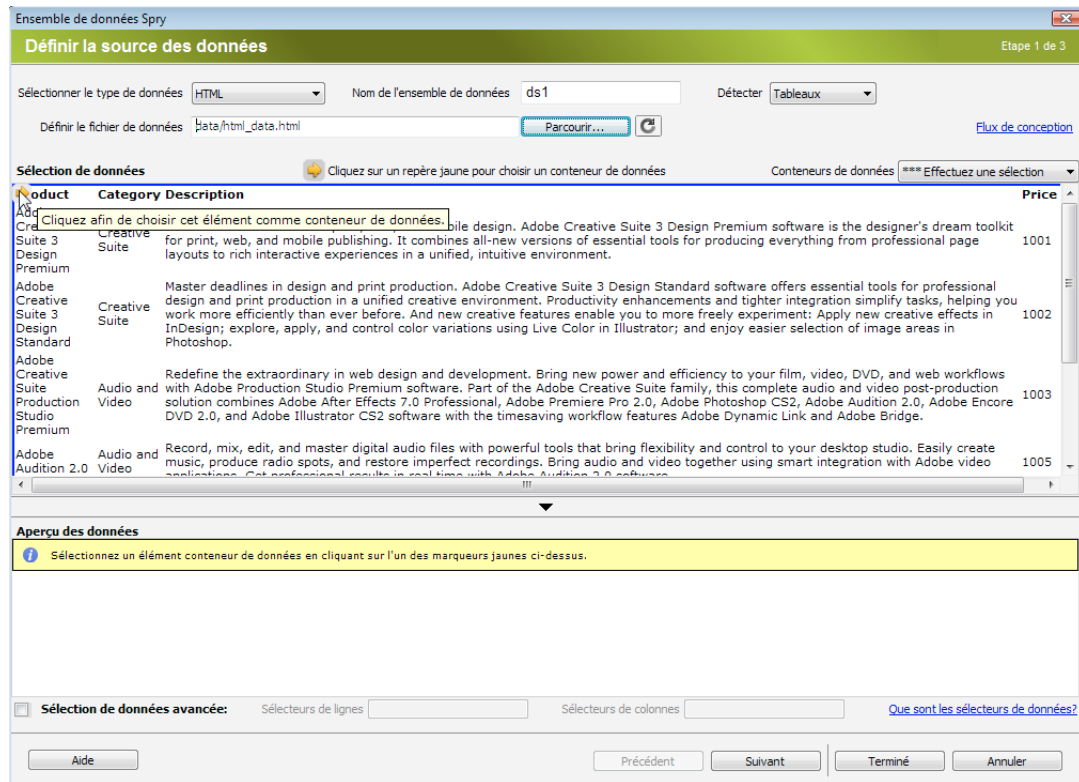 Ensemble de données Spry
Définir la source des données
Etape 1 de 3
Sélectionner le type de données HTML Nom de l'ensemble de données ds1 Détecter Tableaux
Définir le fichier de données data/html_data.html Parcourir... Flux de conception
Sélection de données Cliquez sur un repère jaune pour choisir un conteneur de données Conteneurs de données *** Effectuez une sélection
oduct Category Description Price
Cliquez afin de choisir cet élément comme conteneur de données.
Suite 3 Design Premium
Creative Suite
bile design. Adobe Creative Suite 3 Design Premium software is the designer's dream toolkit
for print, web, and mobile publishing. It combines all-new versions of essential tools for producing everything from professional page
layouts to rich interactive experiences in a unified, intuitive environment.
1001
Adobe
Creative
Suite 3
Design
Standard
Creative
Suite
Master deadlines in design and print production. Adobe Creative Suite 3 Design Standard software offers essential tools for professional
design and print production in a unified creative environment. Productivity enhancements and tighter integration simplify tasks, helping you
work more efficiently than ever before. And new creative features enable you to more freely experiment: Apply new creative effects in
InDesign; explore, apply, and control color variations using Live Color in Illustrator; and enjoy easier selection of image areas in
Photoshop.
1002
Adobe
Creative
Suite
Production
Studio
Premium
Audio and
Video
Redefine the extraordinary in web design and development. Bring new power and efficiency to your film, video, DVD, and web workflows
with Adobe Production Studio Premium software. Part of the Adobe Creative Suite family, this complete audio and video post-production
solution combines Adobe After Effects 7.0 Professional, Adobe Premiere Pro 2.0, Adobe Photoshop CS2, Adobe Audition 2.0, Adobe Encore
DVD 2.0, and Adobe Illustrator CS2 software with the timesaving workflow features Adobe Dynamic Link and Adobe Bridge.
1003
Adobe
Audition 2.0
Audio and
Video
Record, mix, edit, and master digital audio files with powerful tools that bring flexibility and control to your desktop studio. Easily create
music, produce radio spots, and restore imperfect recordings. Bring audio and video together using smart integration with Adobe video
applications. Get professional results in real time with Adobe Audition 2.0 software.
1005
Aperçu des données
Sélectionnez un élément conteneur de données en cliquant sur l'un des marqueurs jaunes ci-dessus.
Sélection de données avancée: Sélecteurs de lignes Sélecteurs de colonnes Que sont les sélecteurs de données?
Aide Précédent Suivant Terminé Annuler